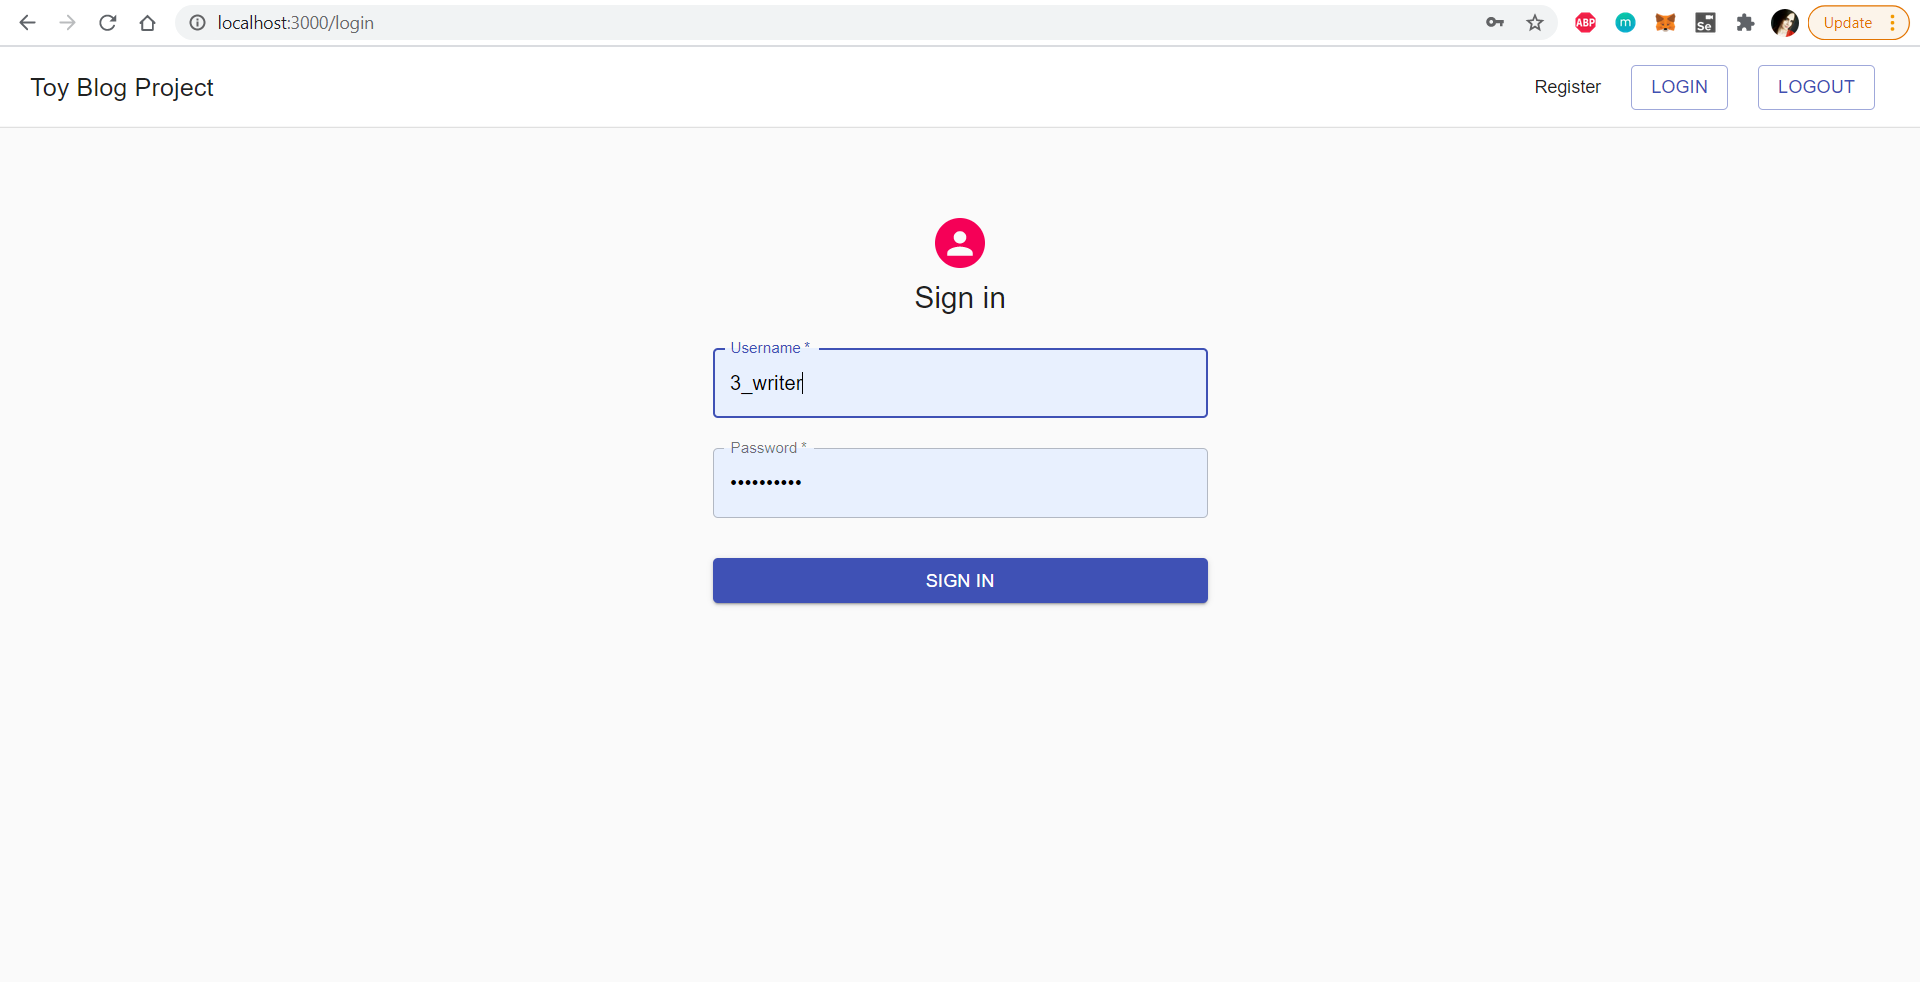 localhost:3000/login
ABP
m
Se
Update
Toy Blog Project
Register
LOGIN
LOGOUT
Sign in
Username *
3_writer
Password *
••••••••••
SIGN IN